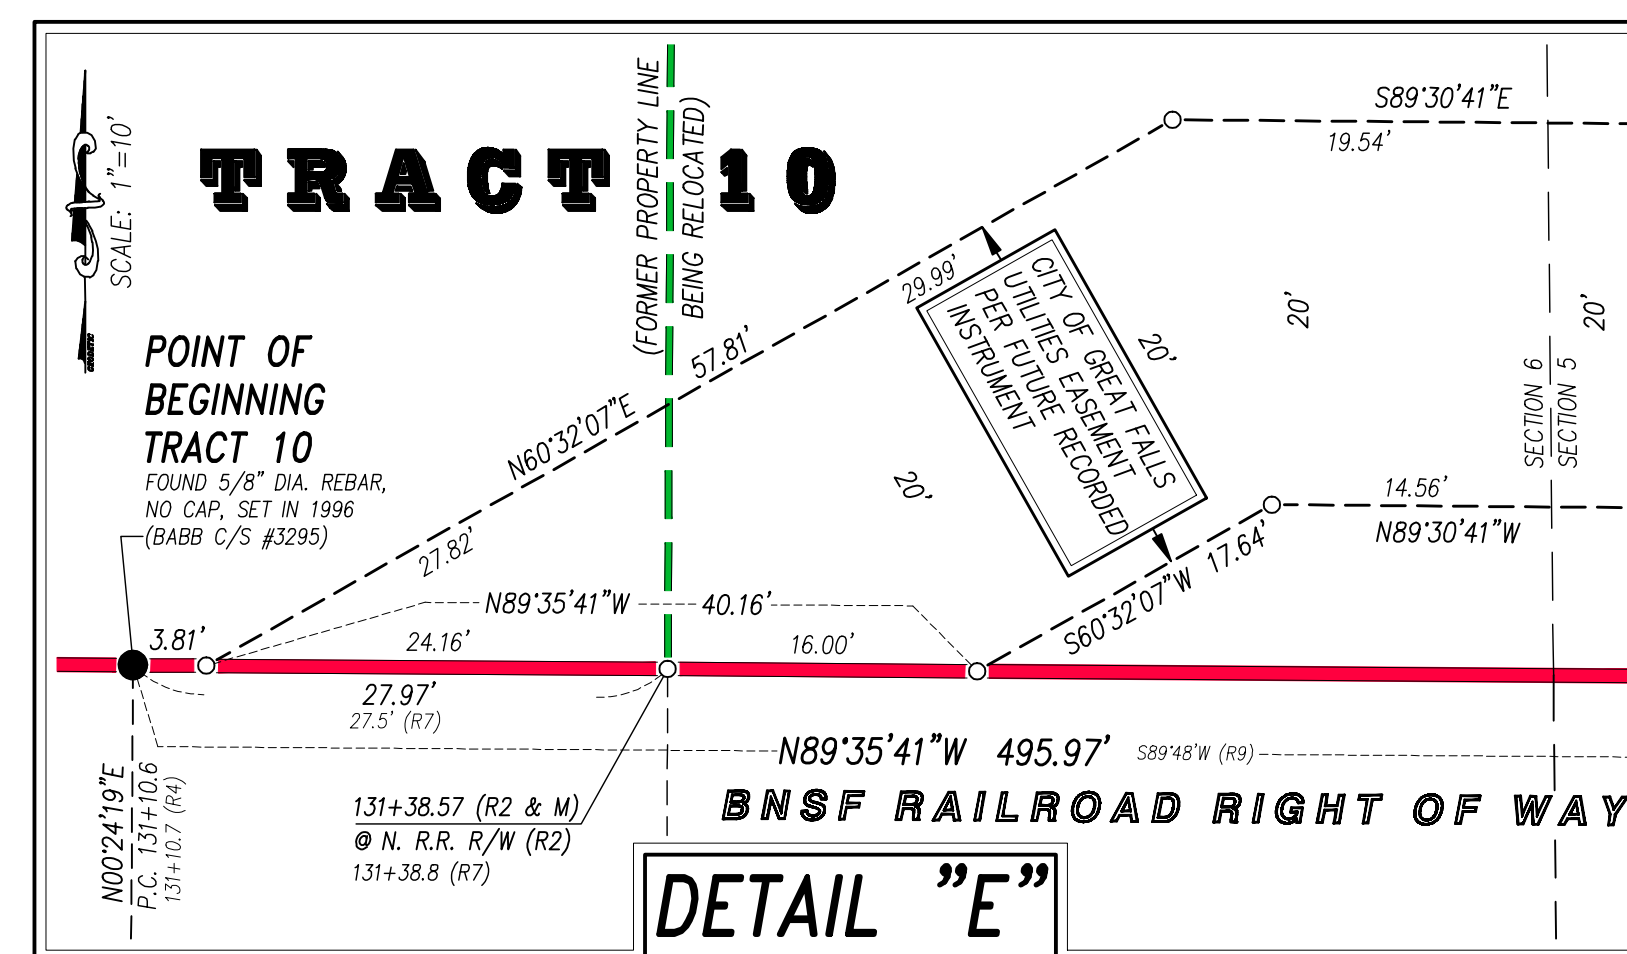 S89°30'41"E
19.54'
SCALE: 1"=10'
TRACT 10
(FORMER PROPERTY LINE
BEING RELOCATED)
29.99'
CITY OF GREAT FALLS
UTILITIES EASEMENT
PER FUTURE RECORDED
INSTRUMENT
20'
20'
20'
20'
SECTION 6
SECTION 5
POINT OF
BEGINNING
TRACT 10
FOUND 5/8" DIA. REBAR,
NO CAP, SET IN 1996
(BABB C/S #3295)
57.81'
N60°32'07"E
27.82'
14.56'
N89°30'41"W
S60°32'07"W 17.64'
N89°35'41"W 40.16'
3.81'
24.16'
16.00'
27.97'
27.5' (R7)
N89°35'41"W 495.97' S89°48'W (R9)
BNSF RAILROAD RIGHT OF WAY
N00°24'19"E
P.C. 131+10.6
131+10.7 (R4)
131+38.57 (R2 & M)
@ N. R.R. R/W (R2)
131+38.8 (R7)
DETAIL "E"